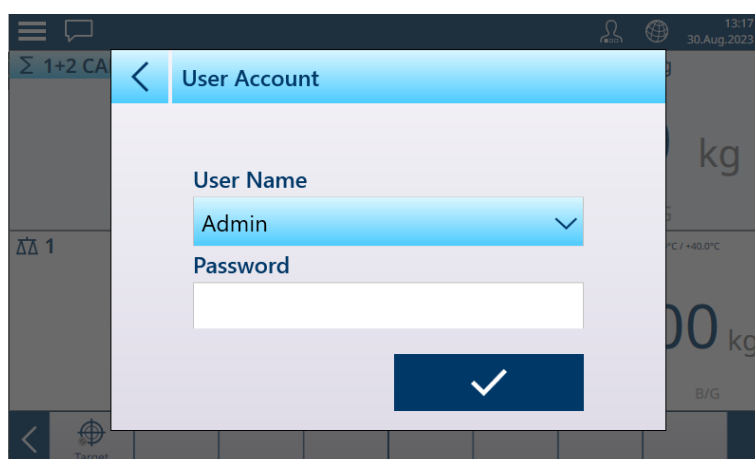 13:17
30.Aug.2023
Σ 1+2 CA
User Account
kg
User Name
Admin
1
°C / +40.0°C
Password
00 kg
B/G
Target